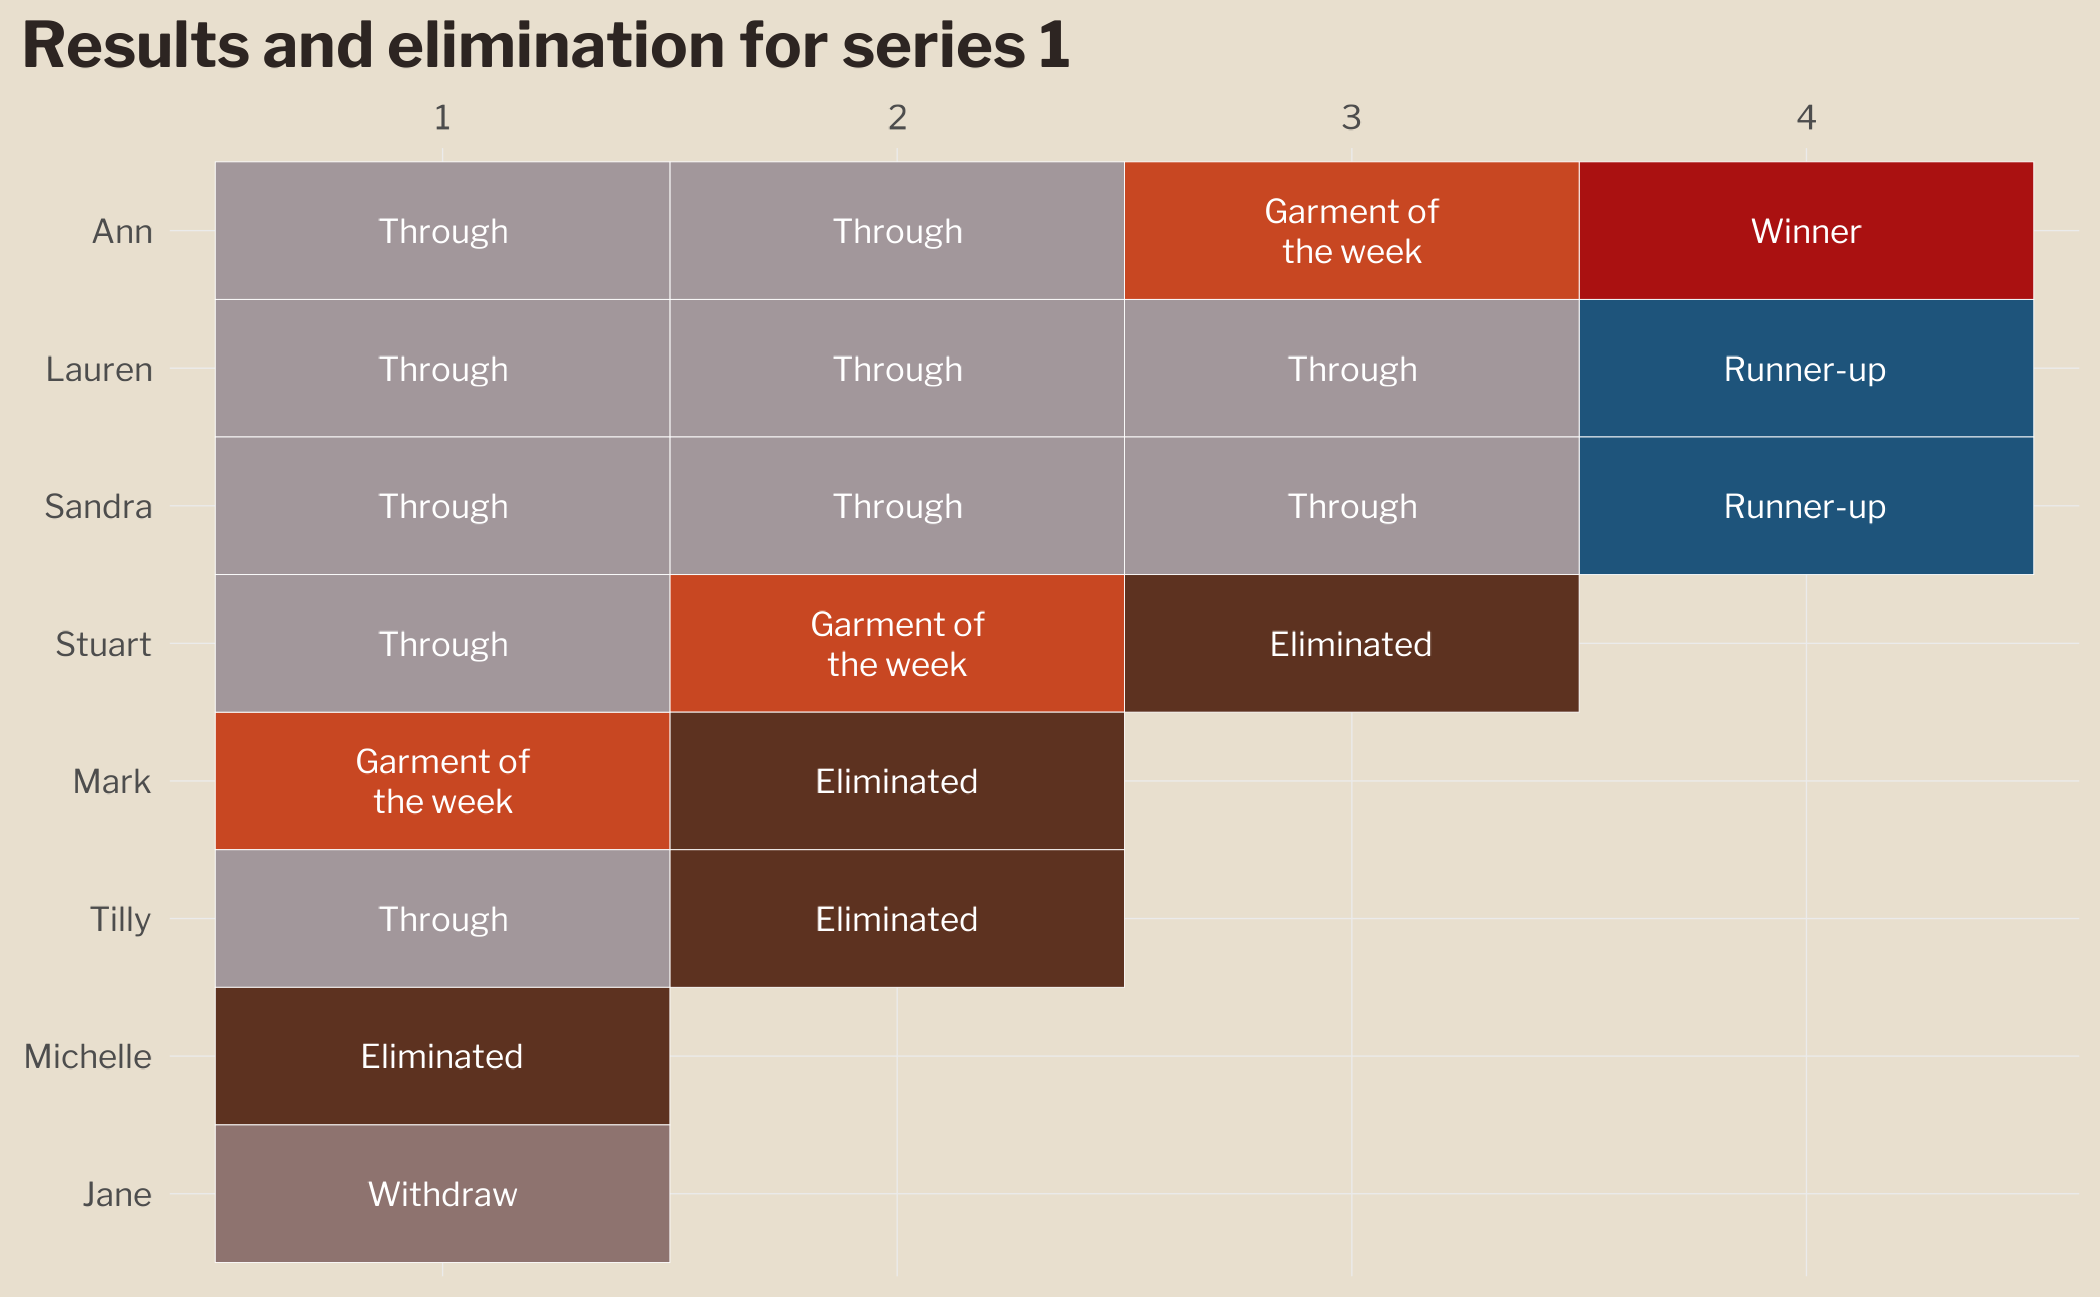 Results and elimination for series 1
1 2 3 4
Ann Through Through Garment of the week Winner
Lauren Through Through Through Runner-up
Sandra Through Through Through Runner-up
Stuart Through Garment of the week Eliminated
Mark Garment of the week Eliminated
Tilly Through Eliminated
Michelle Eliminated
Jane Withdraw